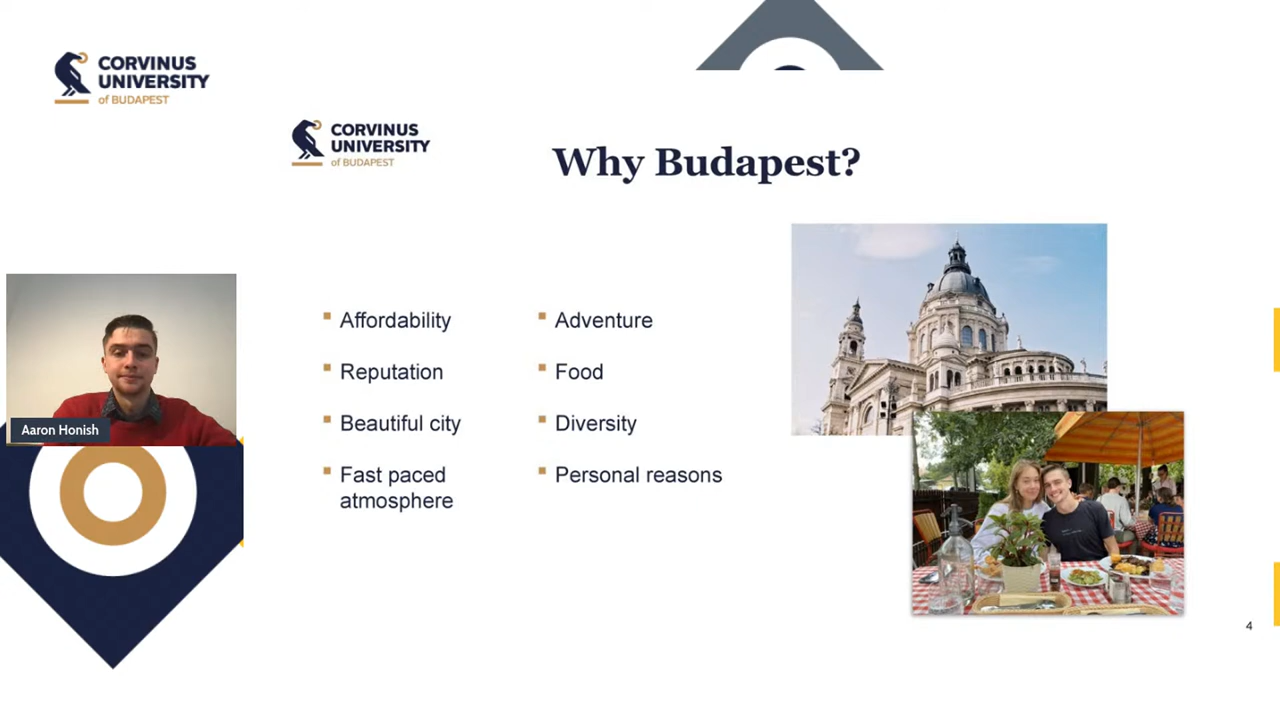 CORVINUS
UNIVERSITY
of BUDAPEST
CORVINUS
UNIVERSITY
of BUDAPEST
Why Budapest?
Affordability
Reputation
Beautiful city
Fast paced
atmosphere
Adventure
Food
Diversity
Personal reasons
Aaron Honish
4